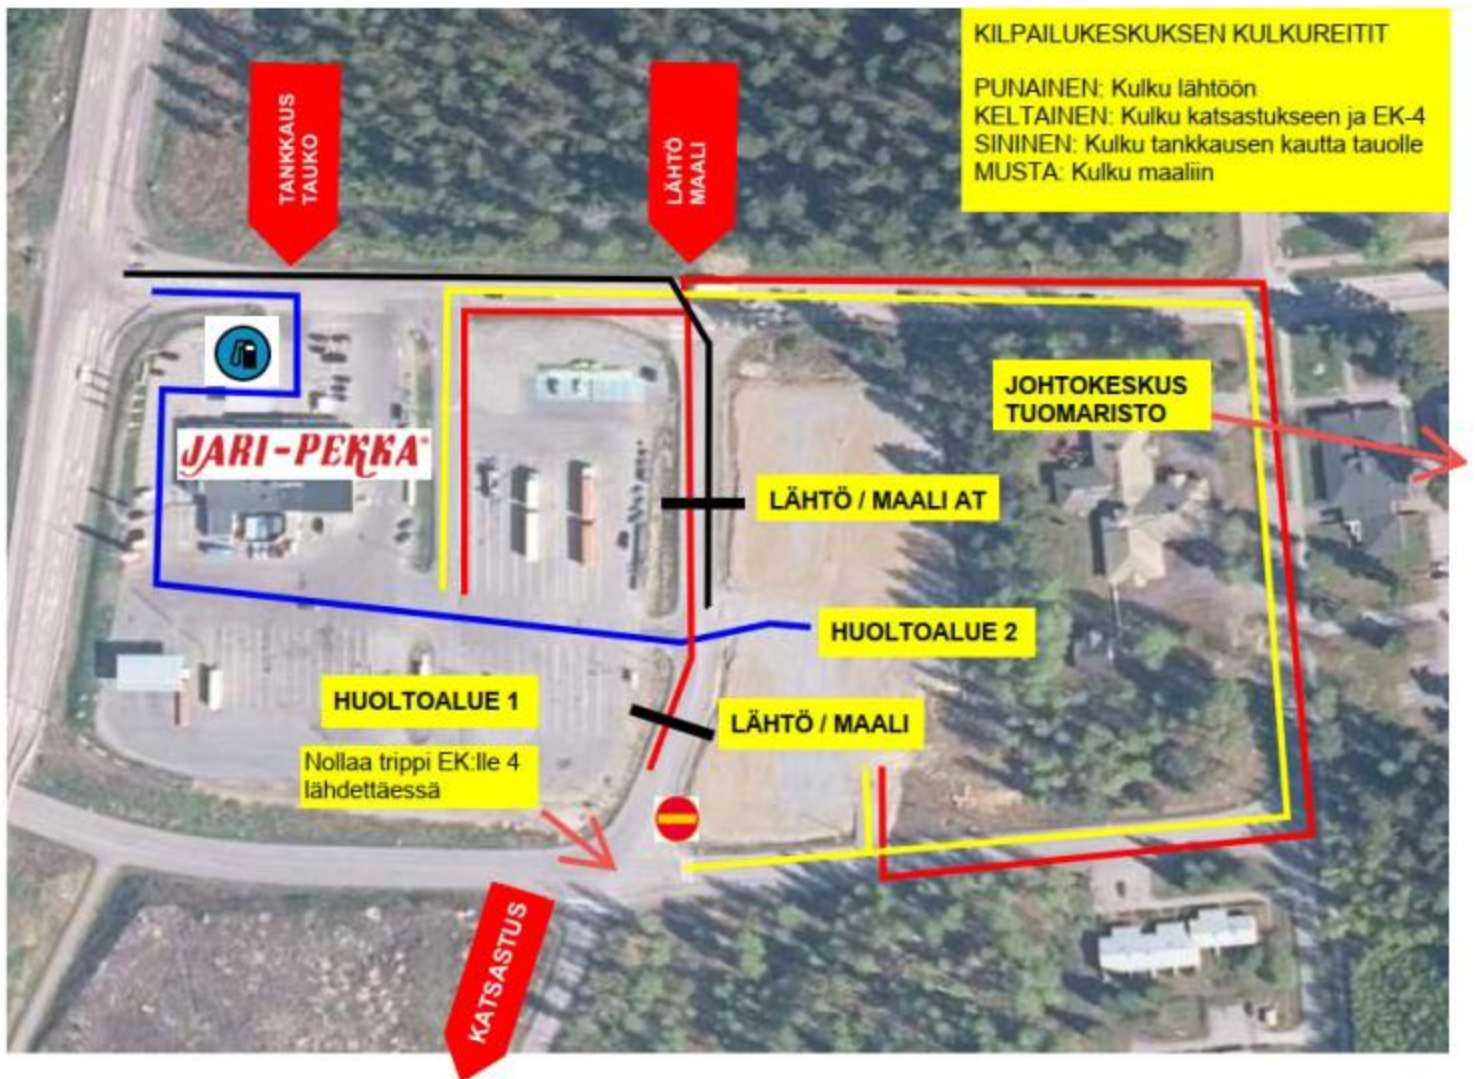 KILPAILUKESKUKSEN KULKUREITIT
PUNAINEN: Kulku lähtöön
KELTAINEN: Kulku katsastukseen ja EK-4
SININEN: Kulku tankkausen kautta tauolle
MUSTA: Kulku maaliin
TANKKAUS
TAUKO
LÄHTÖ
MAALI
JOHTOKESKUS
TUOMARISTO
JARI-PEKKA
LÄHTÖ / MAALI AT
HUOLTOALUE 2
HUOLTOALUE 1
LÄHTÖ / MAALI
Nollaa trippi EK:lle 4
lähdettäessä
KATSASTUS